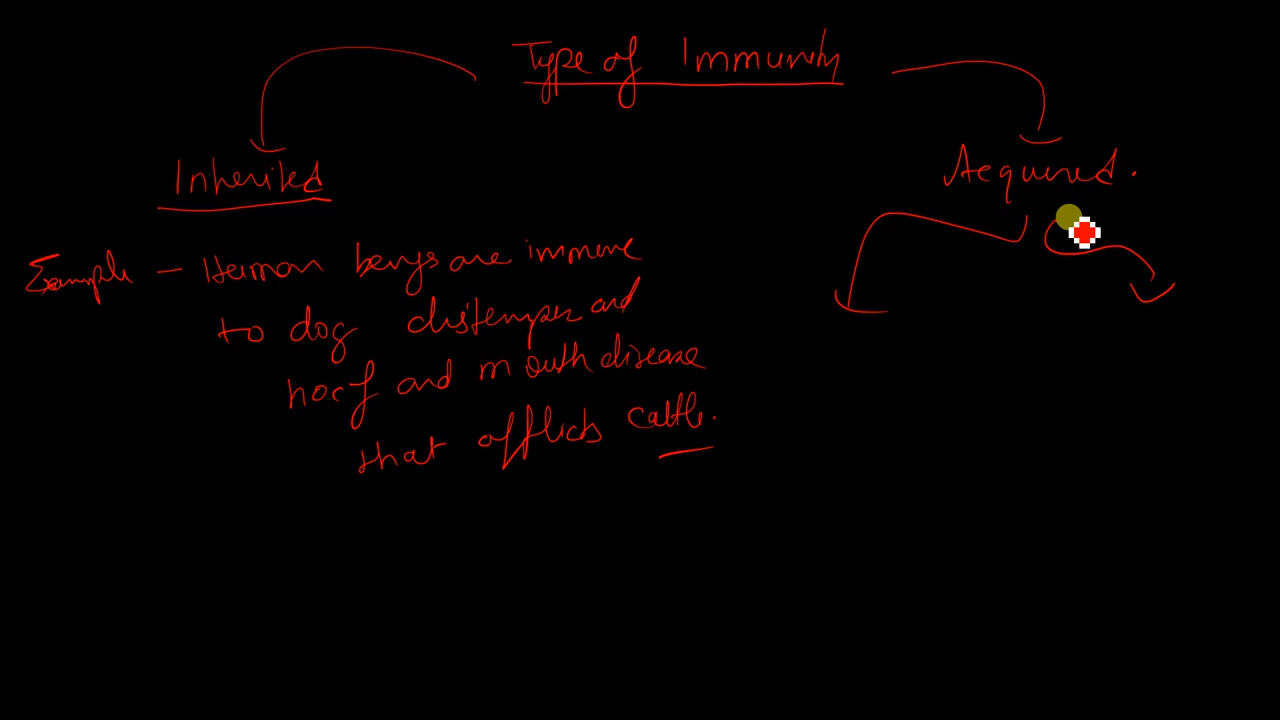 Type of Immunity
Inherited
Acquired.
Example - Human beings are immune
to dog distemper and
hoof and mouth disease
that afflicts cattle.